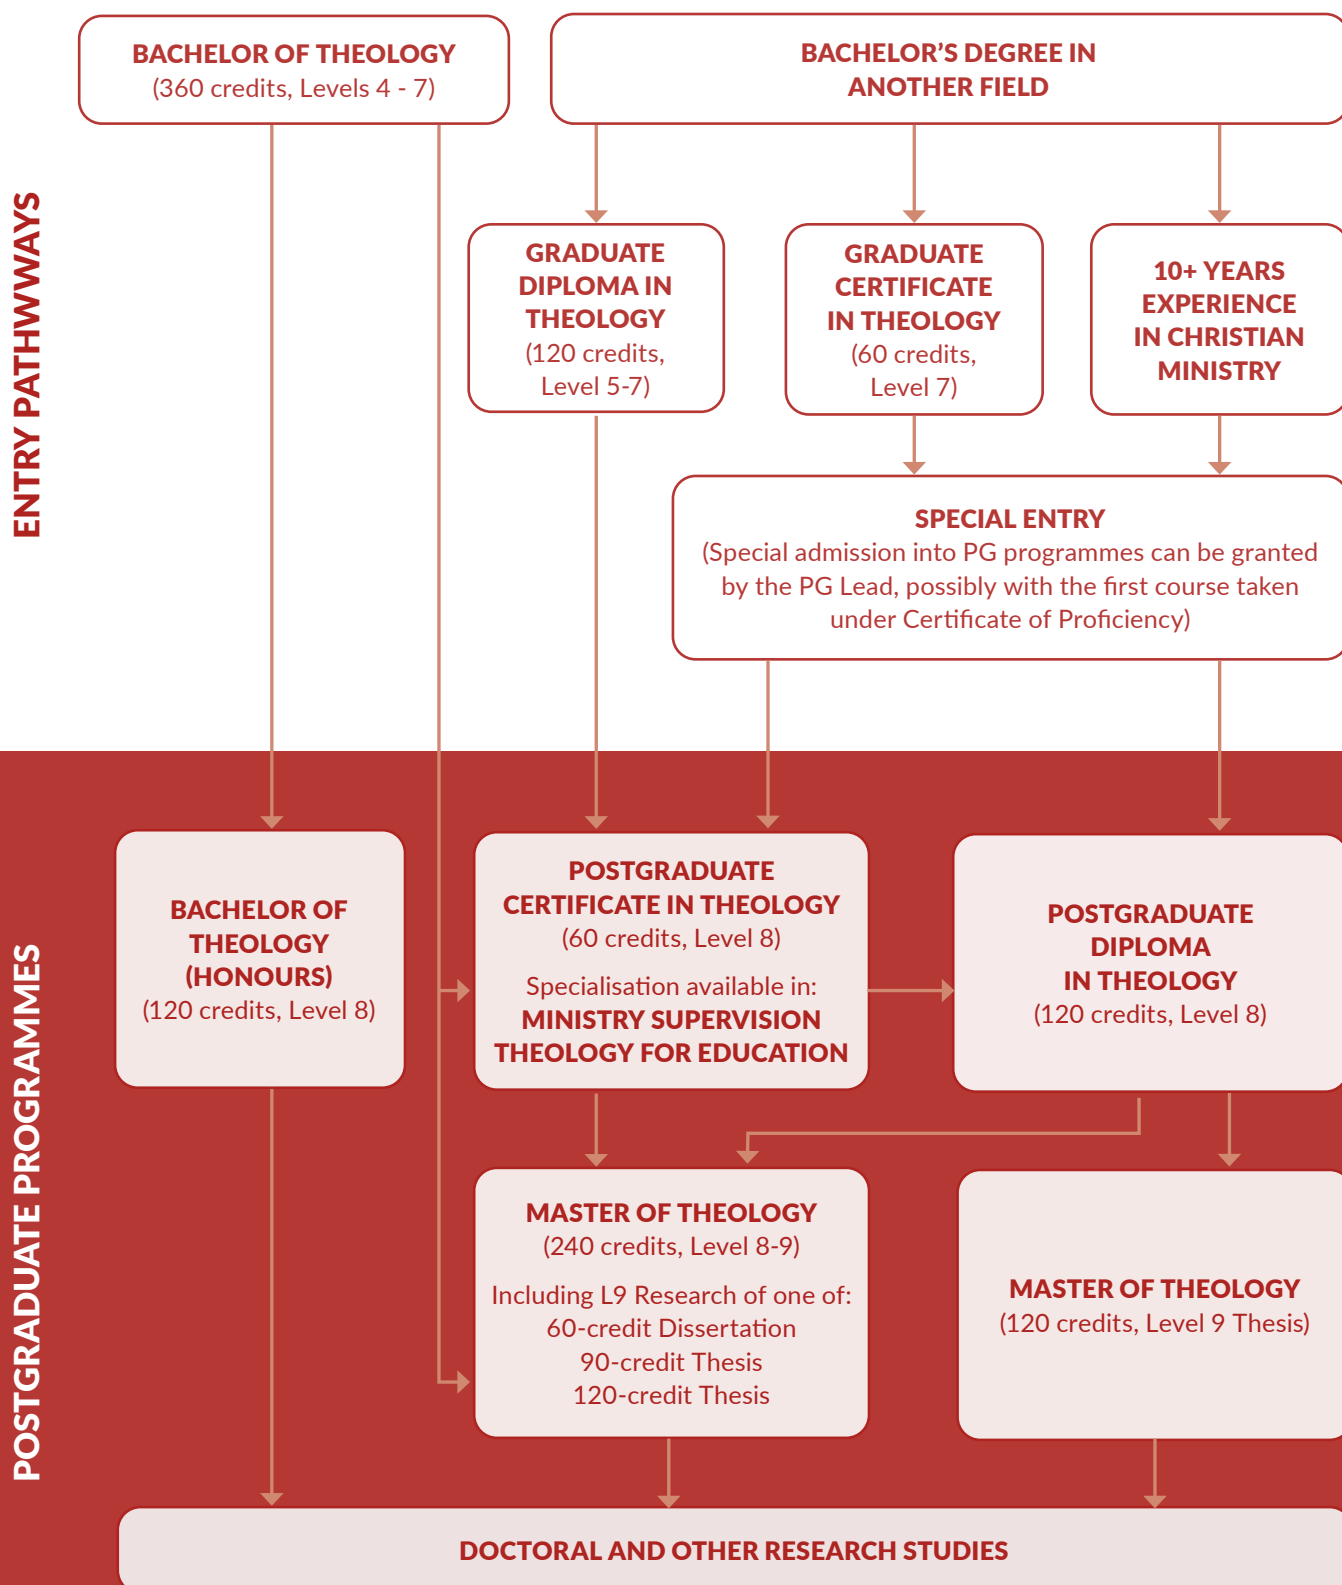 BACHELOR OF THEOLOGY
(360 credits, Levels 4 - 7)
BACHELOR’S DEGREE IN
ANOTHER FIELD
ENTRY PATHWWAYS
GRADUATE
DIPLOMA IN
THEOLOGY
(120 credits,
Level 5-7)
GRADUATE
CERTIFICATE
IN THEOLOGY
(60 credits,
Level 7)
10+ YEARS
EXPERIENCE
IN CHRISTIAN
MINISTRY
SPECIAL ENTRY
(Special admission into PG programmes can be granted
by the PG Lead, possibly with the first course taken
under Certificate of Proficiency)
POSTGRADUATE PROGRAMMES
BACHELOR OF
THEOLOGY
(HONOURS)
(120 credits, Level 8)
POSTGRADUATE
CERTIFICATE IN THEOLOGY
(60 credits, Level 8)
Specialisation available in:
MINISTRY SUPERVISION
THEOLOGY FOR EDUCATION
POSTGRADUATE
DIPLOMA
IN THEOLOGY
(120 credits, Level 8)
MASTER OF THEOLOGY
(240 credits, Level 8-9)
Including L9 Research of one of:
60-credit Dissertation
90-credit Thesis
120-credit Thesis
MASTER OF THEOLOGY
(120 credits, Level 9 Thesis)
DOCTORAL AND OTHER RESEARCH STUDIES